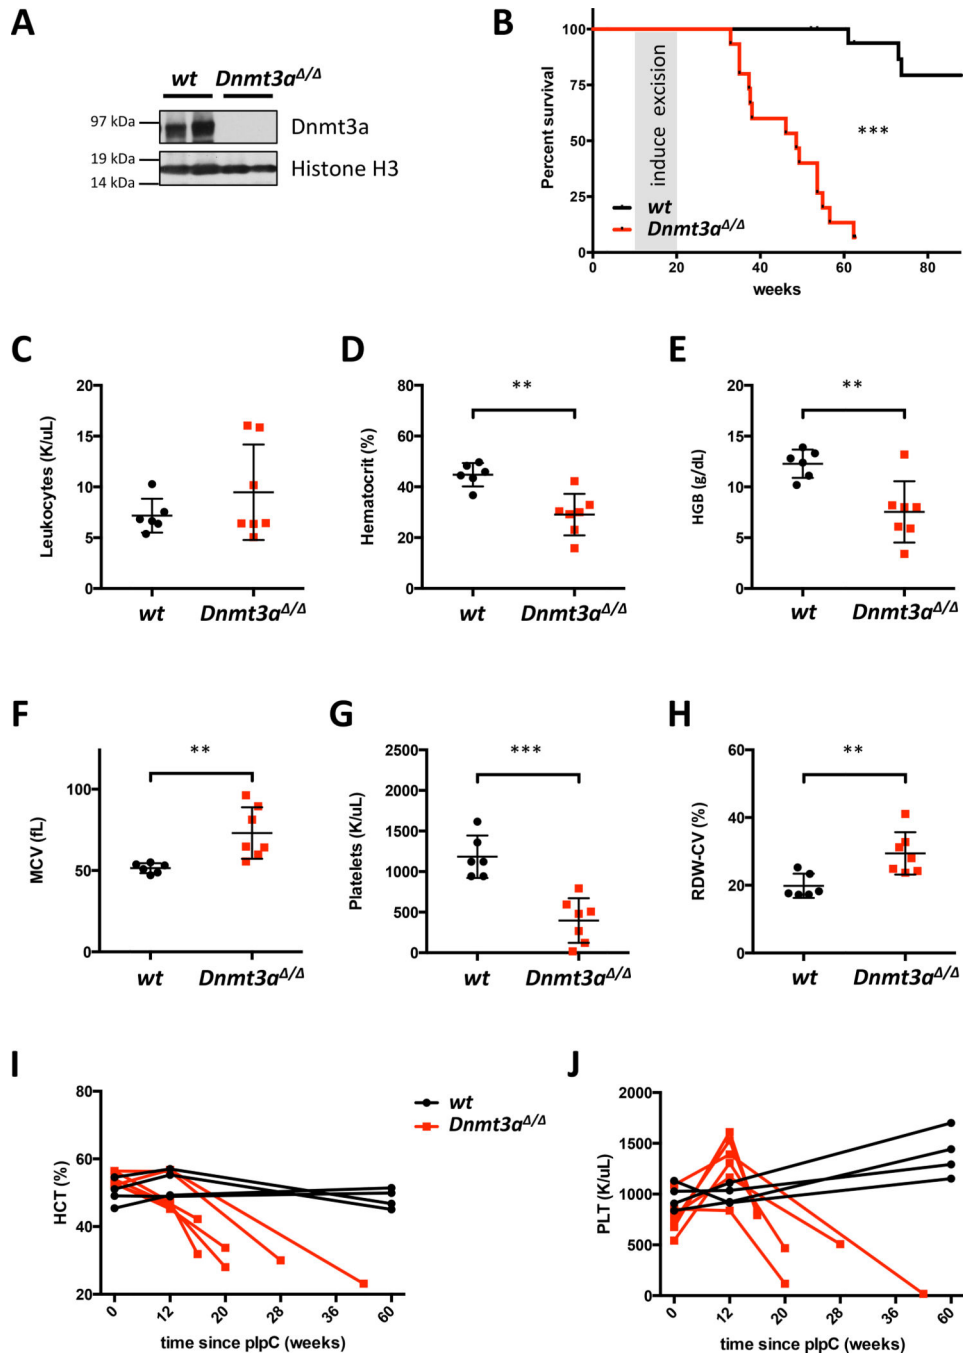 A
wt Dnmt3aΔ/Δ
97 kDa
Dnmt3a
19 kDa
14 kDa
Histone H3
B
Percent survival
100
75
50
25
0
induce excision
***
wt
Dnmt3aΔ/Δ
0 20 40 60 80
weeks
C
Leukocytes (K/uL)
20
15
10
5
0
wt Dnmt3aΔ/Δ
D
Hematocrit (%)
**
80
60
40
20
0
wt Dnmt3aΔ/Δ
E
HGB (g/dL)
**
20
15
10
5
0
wt Dnmt3aΔ/Δ
F
MCV (fL)
**
100
50
0
wt Dnmt3aΔ/Δ
G
Platelets (K/uL)
***
2500
2000
1500
1000
500
0
wt Dnmt3aΔ/Δ
H
RDW-CV (%)
**
60
40
20
0
wt Dnmt3aΔ/Δ
I
HCT (%)
80
60
40
20
0 12 20 28 36 60
time since pIpC (weeks)
wt
Dnmt3aΔ/Δ
J
PLT (K/uL)
2000
1500
1000
500
0
0 12 20 28 36 60
time since pIpC (weeks)